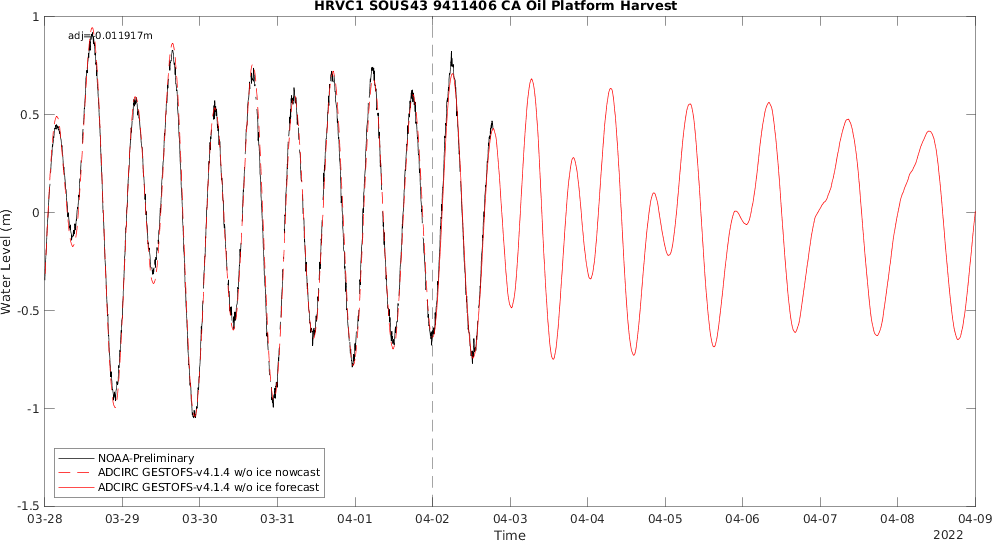 HRVC1 SOUS43 9411406 CA Oil Platform Harvest
adj=-0.011917m
Water Level (m)
1
0.5
0
-0.5
-1
-1.5
NOAA-Preliminary
ADCIRC GESTOFS-v4.1.4 w/o ice nowcast
ADCIRC GESTOFS-v4.1.4 w/o ice forecast
03-28 03-29 03-30 03-31 04-01 04-02 04-03 04-04 04-05 04-06 04-07 04-08 04-09
Time
2022